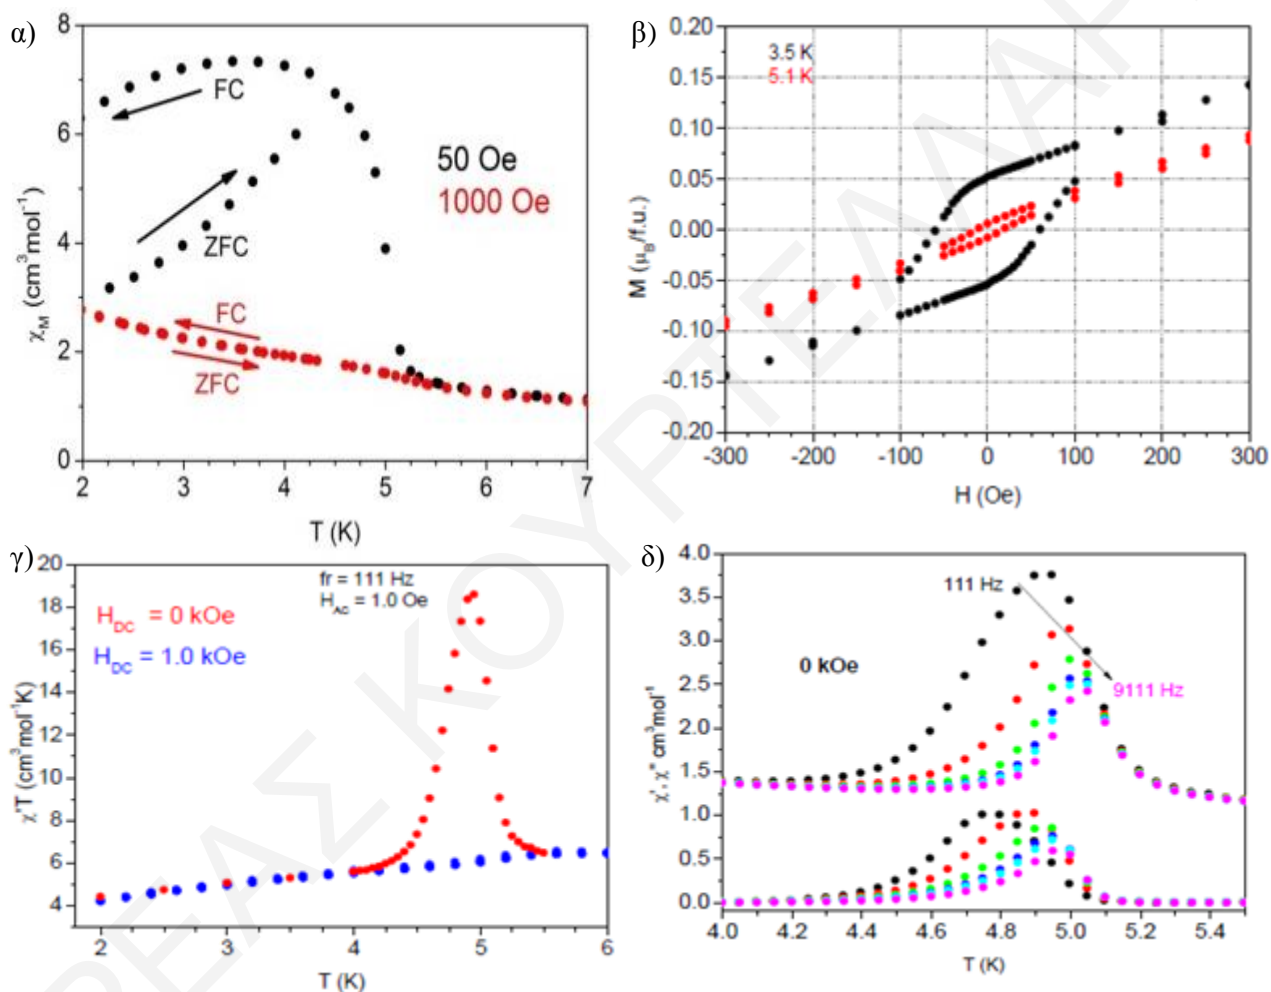 α)
8
6
4
2
0
2
3
4
5
6
7
χM (cm³mol⁻¹)
T (K)
FC
ZFC
50 Oe
1000 Oe
FC
ZFC
β)
0.20
0.15
0.10
0.05
0.00
-0.05
-0.10
-0.15
-0.20
-300
-200
-100
0
100
200
300
M (μB/f.u.)
H (Oe)
3.5 K
5.1 K
γ)
20
18
16
14
12
10
8
6
4
2
3
4
5
6
χ'T (cm³mol⁻¹K)
T (K)
fr = 111 Hz
HAC = 1.0 Oe
HDC = 0 kOe
HDC = 1.0 kOe
δ)
4.0
3.5
3.0
2.5
2.0
1.5
1.0
0.5
0.0
4.0
4.2
4.4
4.6
4.8
5.0
5.2
5.4
χ', χ'' cm³mol⁻¹
T (K)
111 Hz
0 kOe
9111 Hz
ΡΕΑΣ ΚΟΥΡΤΕΛΛΑΡ